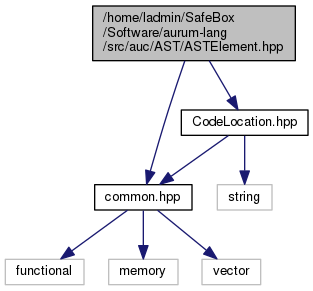 /home/ladmin/SafeBox
/Software/aurum-lang
/src/auc/AST/ASTElement.hpp
CodeLocation.hpp
common.hpp
string
functional
memory
vector